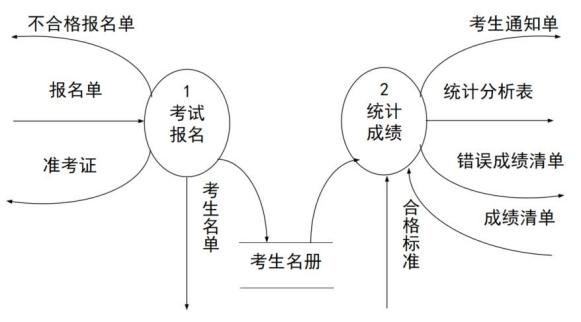 不合格报名单
报名单
准考证
1
考试
报名
考生名单
考生名册
2
统计
成绩
合格标准
考生通知单
统计分析表
错误成绩清单
成绩清单